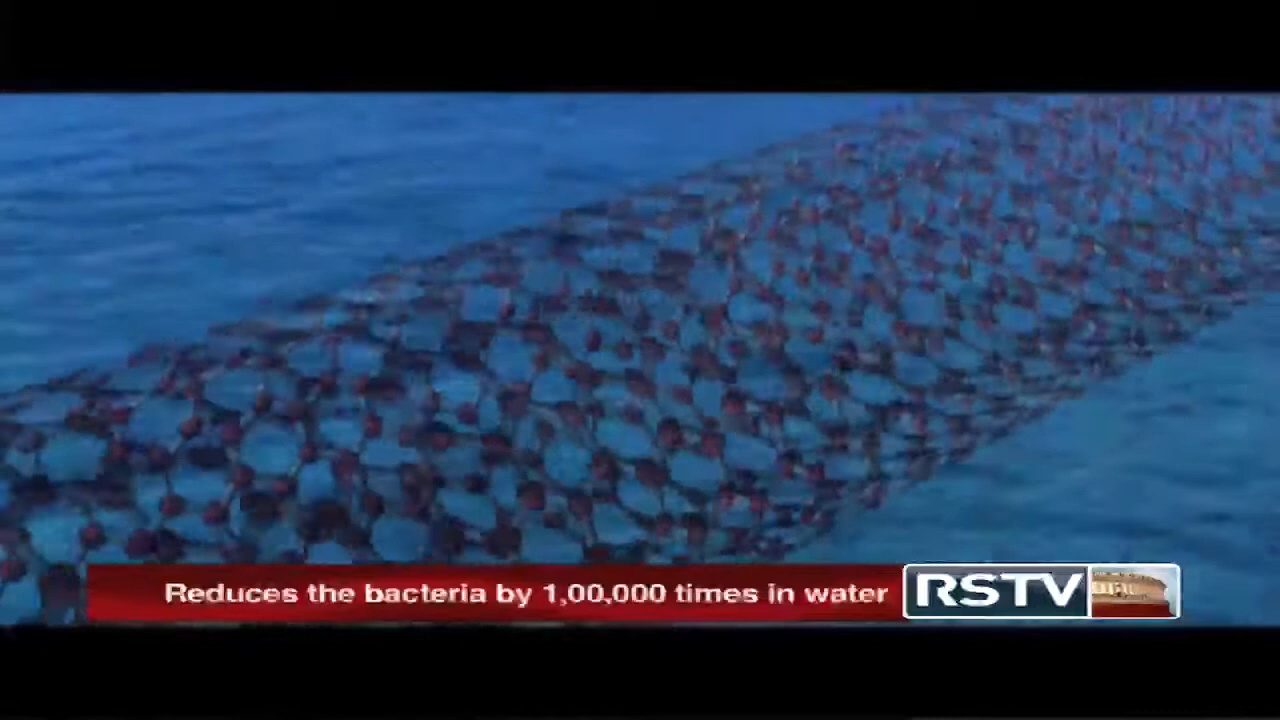 Reduces the bacteria by 1,00,000 times in water
RSTV